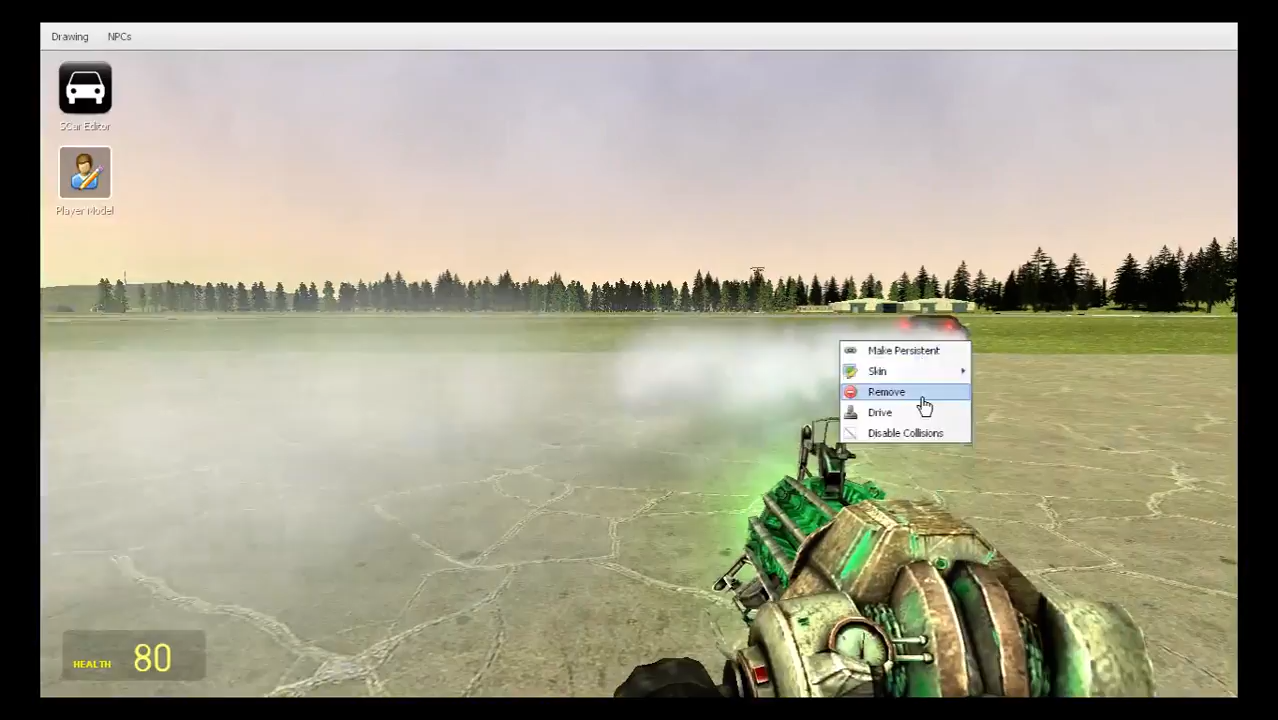 Drawing NPCs
SCar Editor
Player Model
Make Persistent
Skin
Remove
Drive
Disable Collisions
HEALTH 80